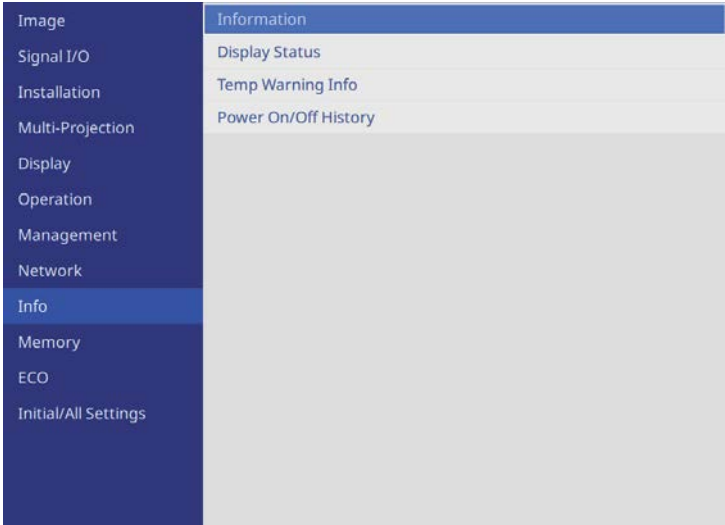 Image
Signal I/O
Installation
Multi-Projection
Display
Operation
Management
Network
Info
Memory
ECO
Initial/All Settings
Information
Display Status
Temp Warning Info
Power On/Off History